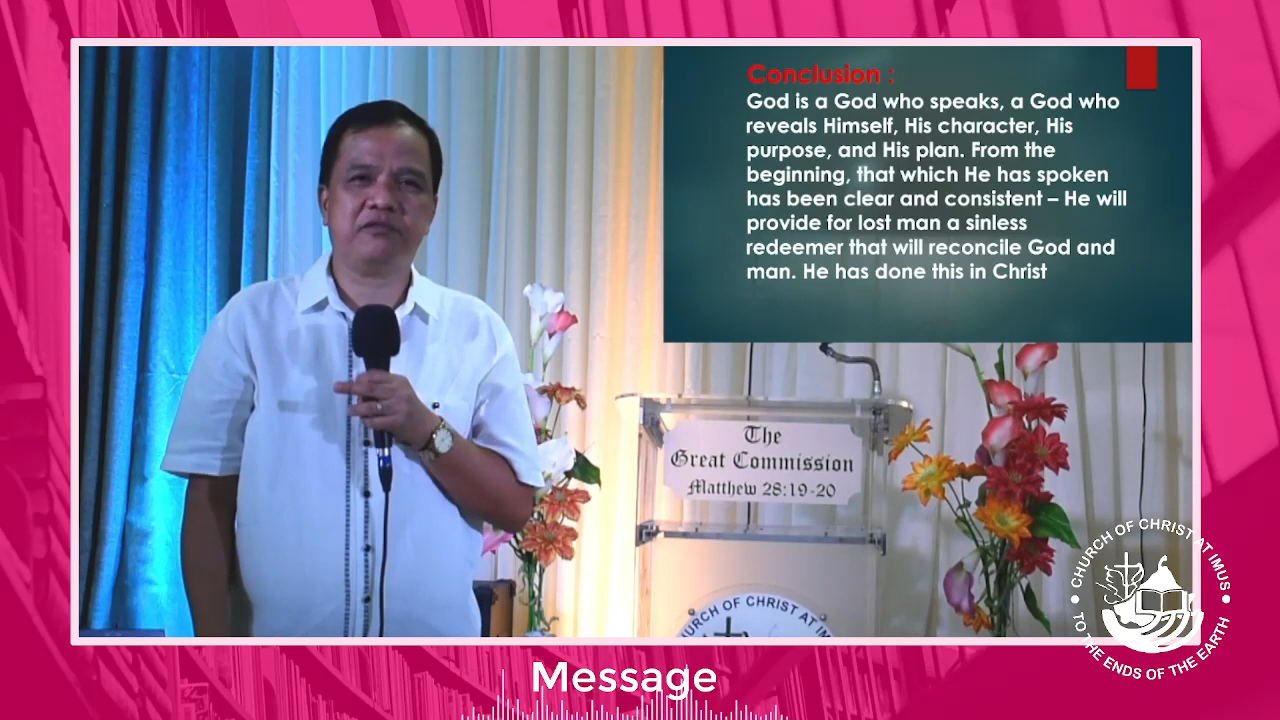 Conclusion :
God is a God who speaks, a God who
reveals Himself, His character, His
purpose, and His plan. From the
beginning, that which He has spoken
has been clear and consistent – He will
provide for lost man a sinless
redeemer that will reconcile God and
man. He has done this in Christ
The
Great Commission
Matthew 28:19-20
CHURCH OF CHRIST AT IM
CHURCH OF CHRIST AT IMUS
TO THE ENDS OF THE EARTH
Message